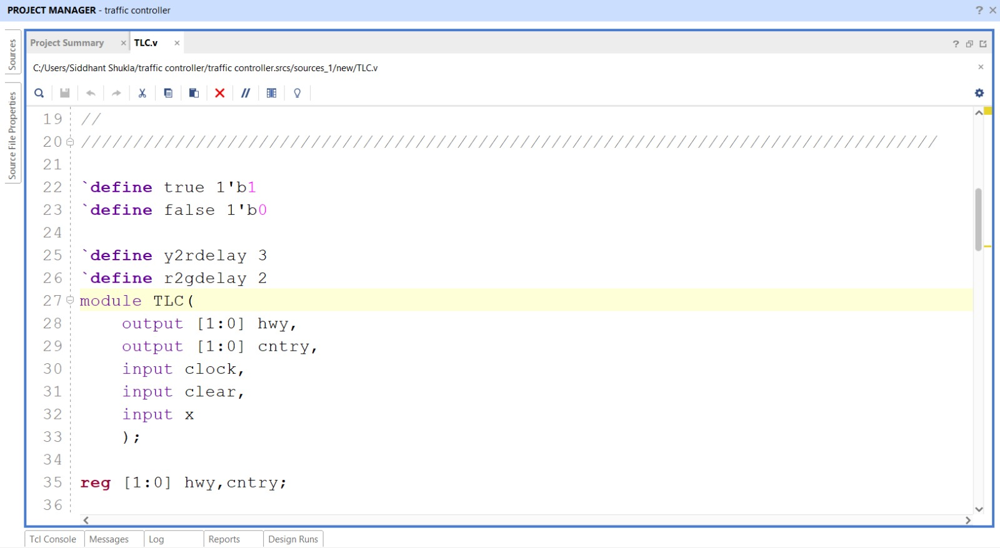 PROJECT MANAGER - traffic controller
? ×
Sources
Source File Properties
Project Summary ×
TLC.v ×
?
C:/Users/Siddhant Shukla/traffic controller/traffic controller.srcs/sources_1/new/TLC.v ×
19 //
20 ////////////////////////////////////////////////////////////////////////////////
21
22 `define true 1'b1
23 `define false 1'b0
24
25 `define y2rdelay 3
26 `define r2gdelay 2
27 module TLC(
28 output [1:0] hwy,
29 output [1:0] cntry,
30 input clock,
31 input clear,
32 input x
33 );
34
35 reg [1:0] hwy,cntry;
36
Tcl Console
Messages
Log
Reports
Design Runs